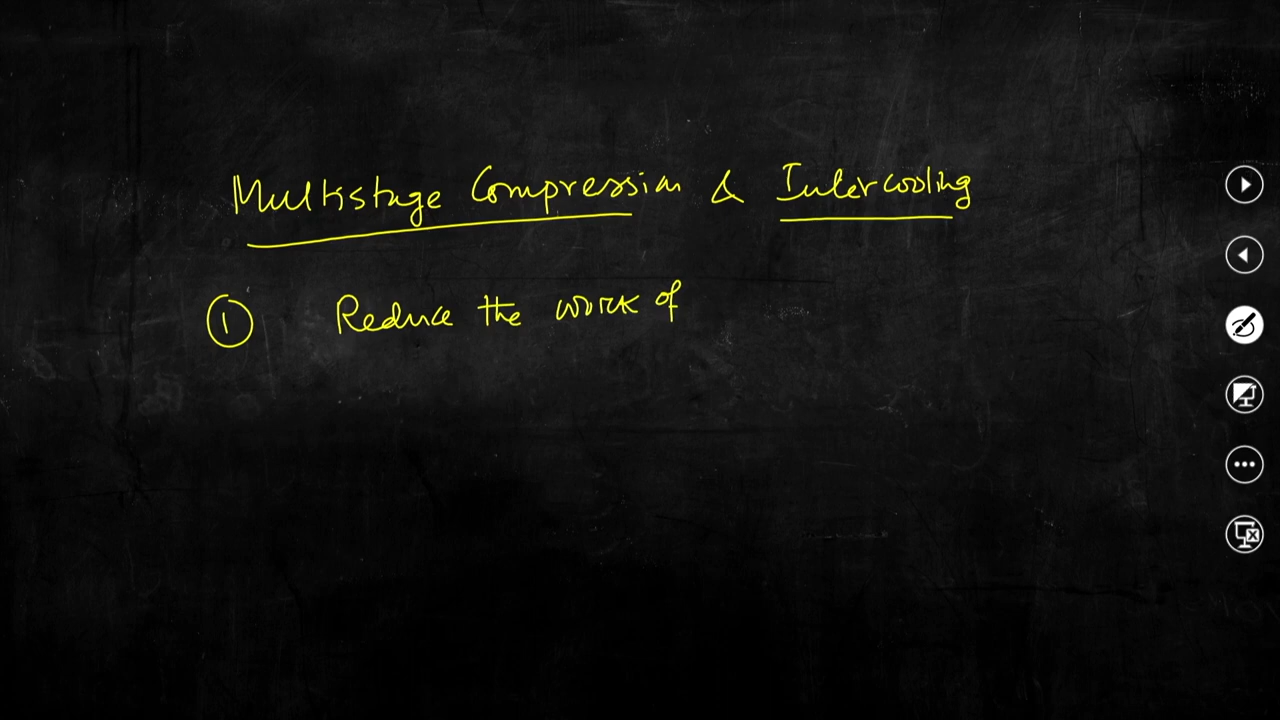 Multistage Compression & Intercooling
① Reduce the work of